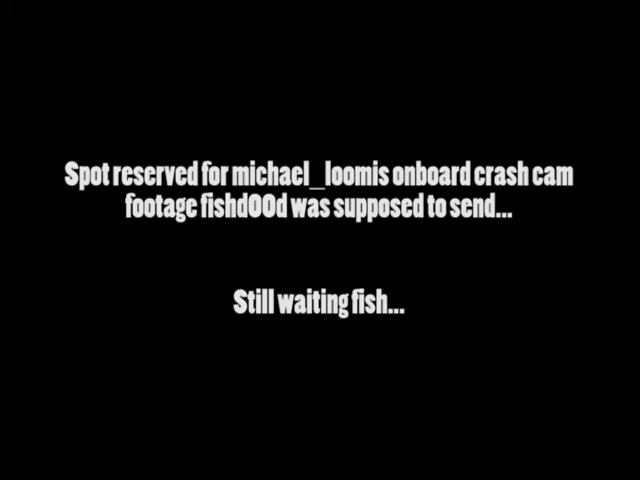 Spot reserved for michael_loomis onboard crash cam
footage fishd00d was supposed to send...
Still waiting fish...